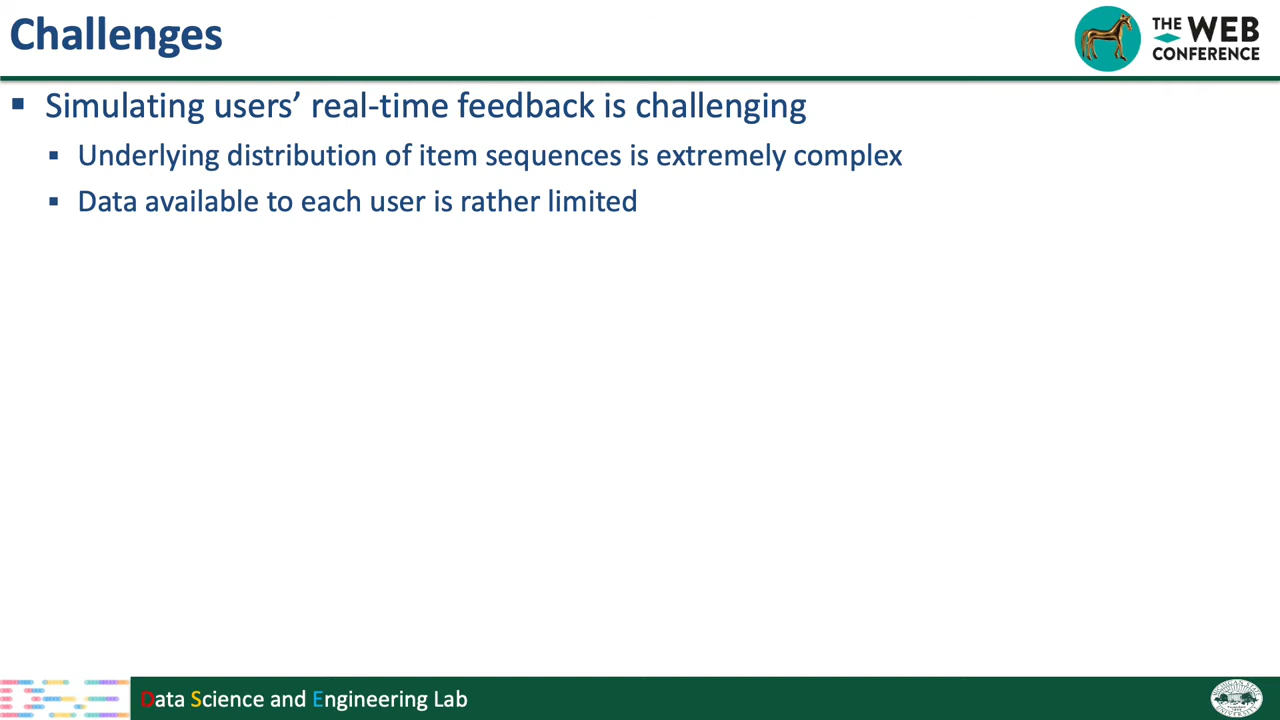 Challenges
THE WEB
CONFERENCE
▪ Simulating users’ real-time feedback is challenging
▪ Underlying distribution of item sequences is extremely complex
▪ Data available to each user is rather limited
Data Science and Engineering Lab